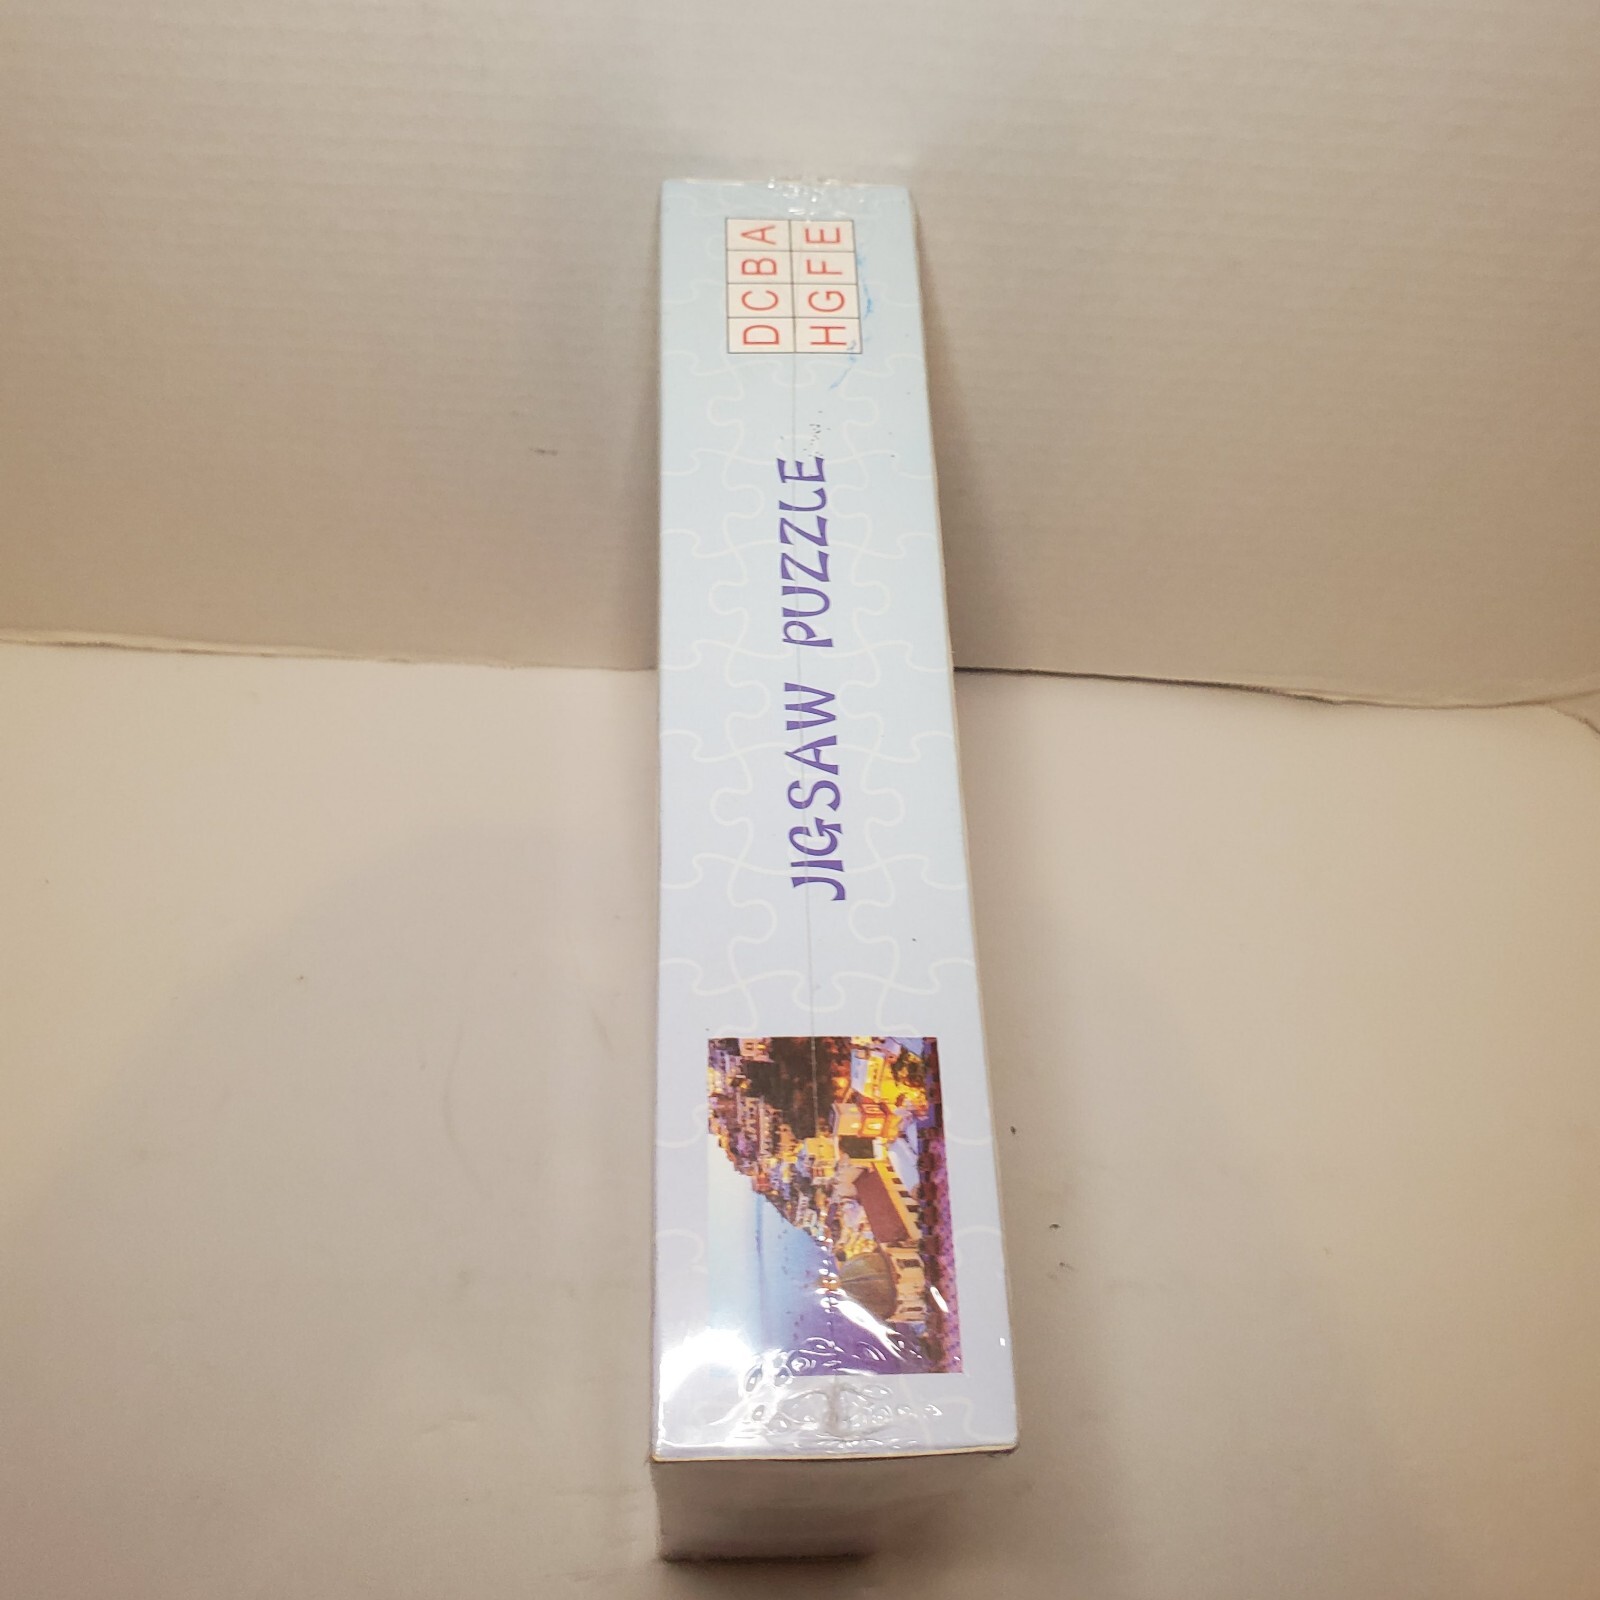 JIGSAW PUZZLE
D C B A
H G F E